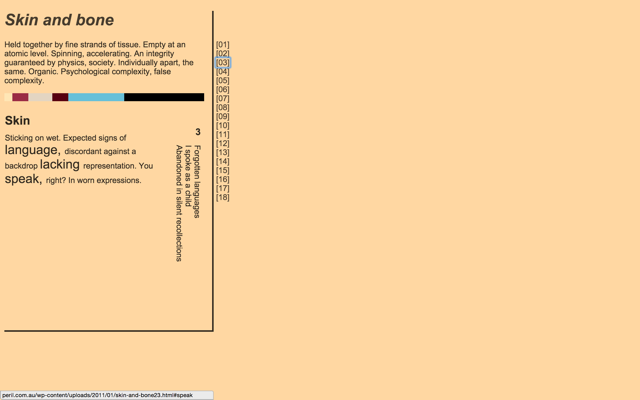 Skin and bone
Held together by fine strands of tissue. Empty at an
atomic level. Spinning, accelerating. An integrity
guaranteed by physics, society. Individually apart, the
same. Organic. Psychological complexity, false
complexity.
Skin
Sticking on wet. Expected signs of
language, discordant against a
backdrop lacking representation. You
speak, right? In worn expressions.
3
Forgotten languages
I spoke as a child
Abandoned in silent recollections
[01]
[02]
[03]
[04]
[05]
[06]
[07]
[08]
[09]
[10]
[11]
[12]
[13]
[14]
[15]
[16]
[17]
[18]
peril.com.au/wp-content/uploads/2011/01/skin-and-bone23.html#speak